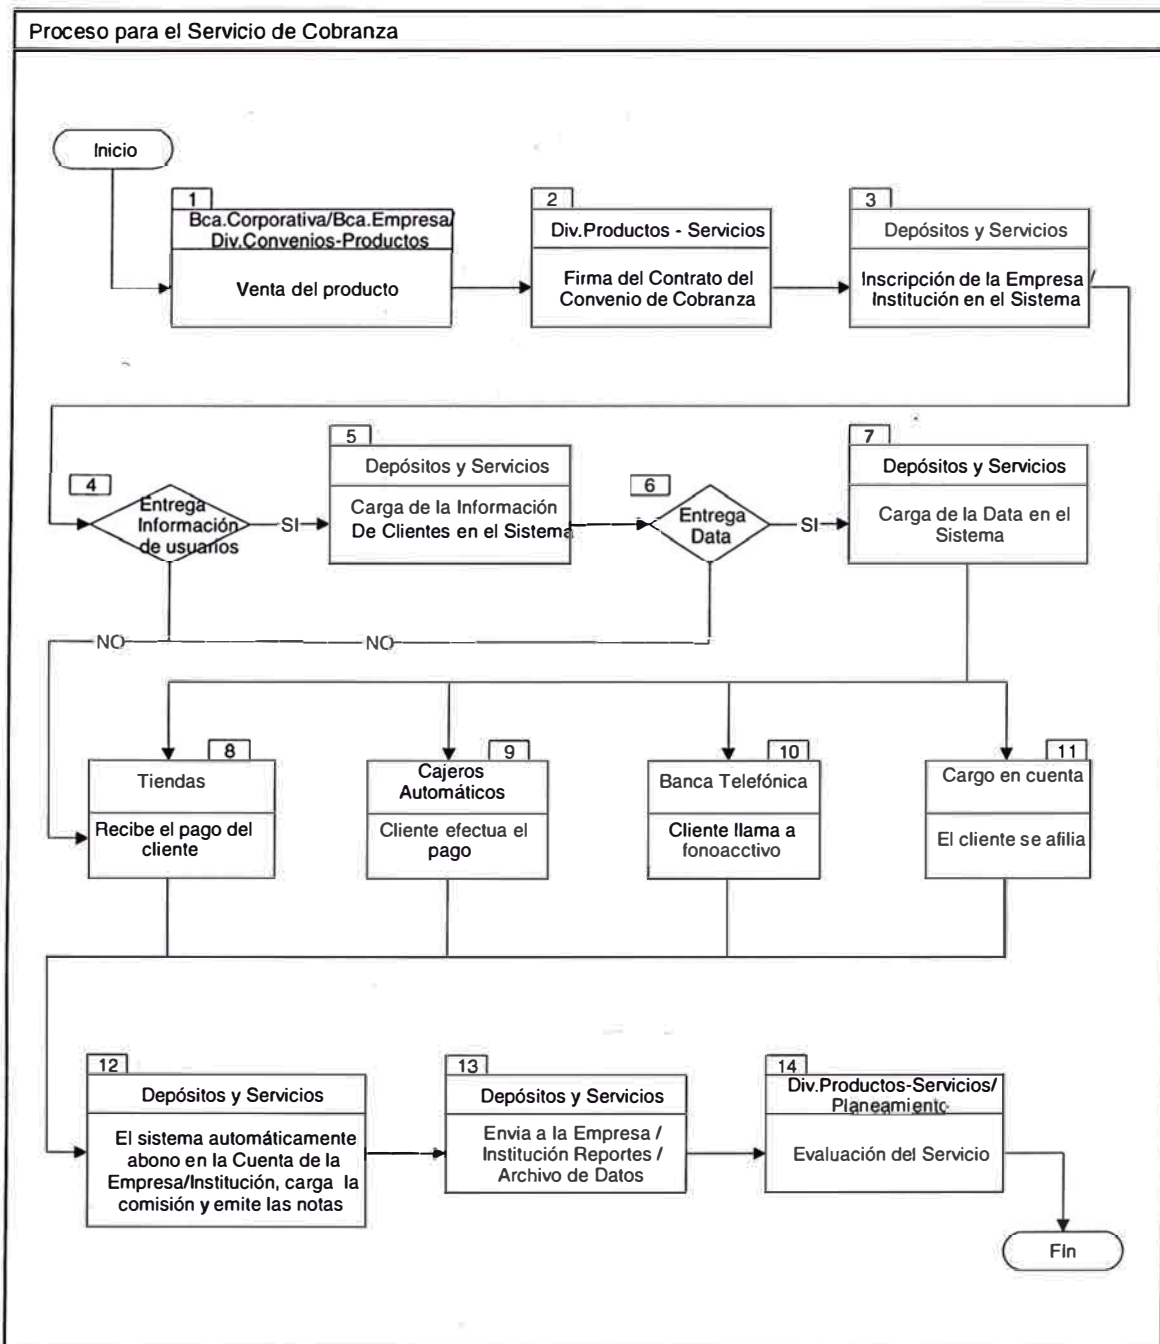 Proceso para el Servicio de Cobranza
Inicio
1
Bca.Corporativa/Bca.Empresa/
Div.Convenios-Productos
Venta del producto
2
Div.Productos - Servicios
Firma del Contrato del
Convenio de Cobranza
3
Depósitos y Servicios
Inscripción de la Empresa /
Institución en el Sistema
4
Entrega
Información
de usuarios
SI
5
Depósitos y Servicios
Carga de la Información
De Clientes en el Sistema
6
Entrega
Data
SI
7
Depósitos y Servicios
Carga de la Data en el
Sistema
NO
NO
8
Tiendas
Recibe el pago del
cliente
9
Cajeros
Automáticos
Cliente efectua el
pago
10
Banca Telefónica
Cliente llama a
fonoacctivo
11
Cargo en cuenta
El cliente se afilia
12
Depósitos y Servicios
El sistema automáticamente
abono en la Cuenta de la
Empresa/Institución, carga la
comisión y emite las notas
13
Depósitos y Servicios
Envia a la Empresa /
Institución Reportes /
Archivo de Datos
14
Div.Productos-Servicios/
Planeamiento
Evaluación del Servicio
Fin